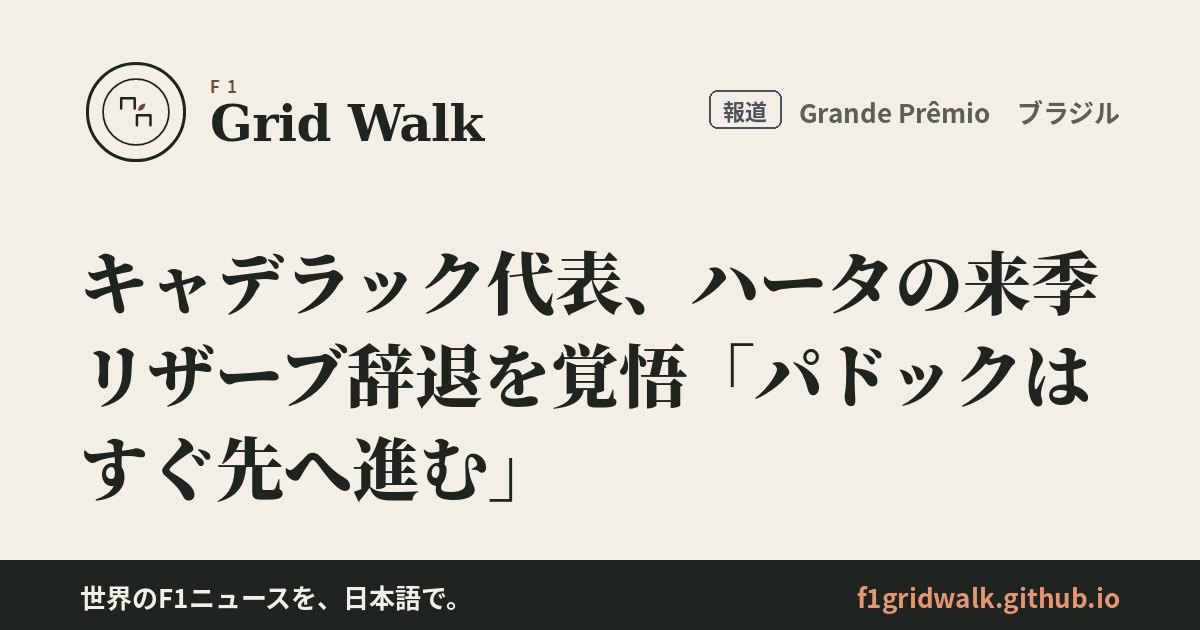 F1
Grid Walk
報道
Grande Prêmio ブラジル
キャデラック代表、ハータの来季
リザーブ辞退を覚悟「パドックは
すぐ先へ進む」
世界のF1ニュースを、日本語で。
f1gridwalk.github.io